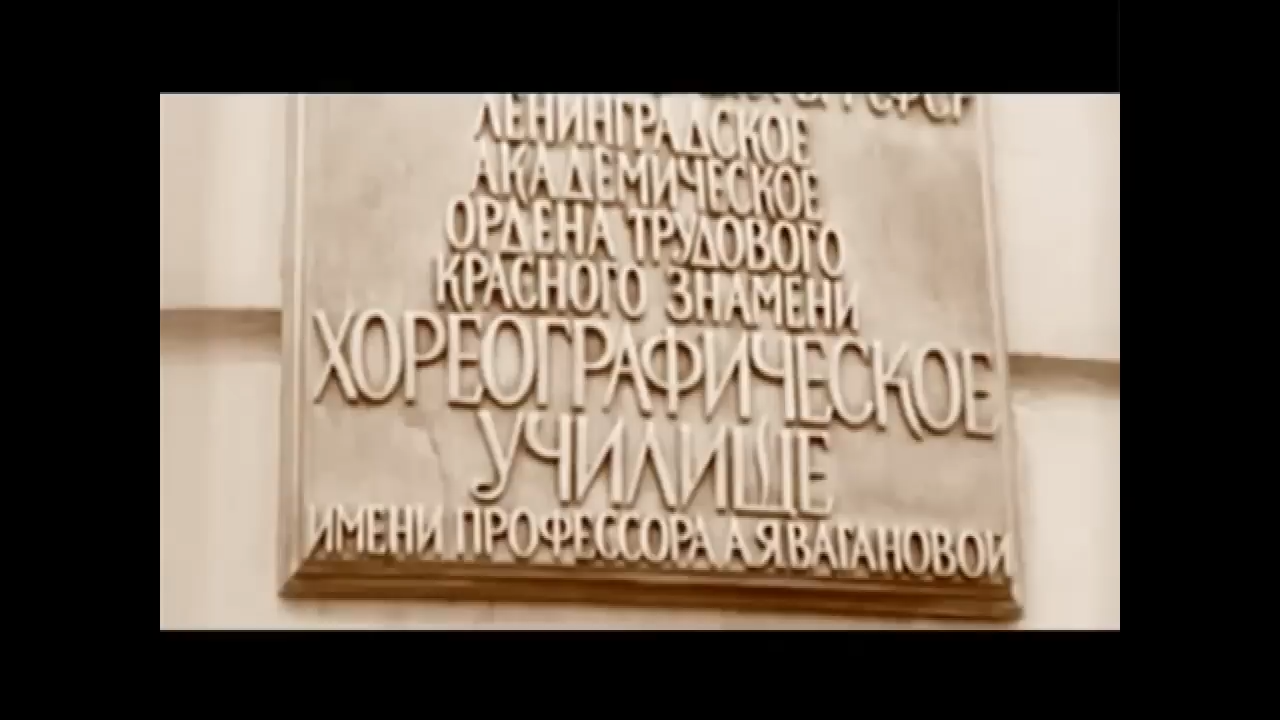 ЛЕНИНГРАДСКОЕ
АКАДЕМИЧЕСКОЕ
ОРДЕНА ТРУДОВОГО
КРАСНОГО ЗНАМЕНИ
ХОРЕОГРАФИЧЕСКОЕ
УЧИЛИЩЕ
ИМЕНИ ПРОФЕССОРА А Я ВАГАНОВОЙ